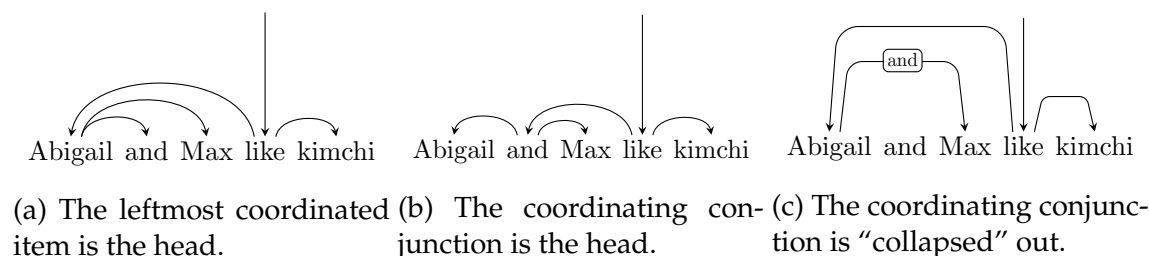 and
Abigail and Max like kimchi
Abigail and Max like kimchi
Abigail and Max like kimchi
(a) The leftmost coordinated
item is the head.
(b) The coordinating con-
junction is the head.
(c) The coordinating conjunc-
tion is “collapsed” out.